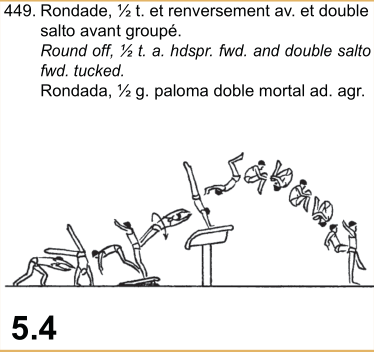 449. Rondade, ½ t. et renversement av. et double
salto avant groupé.
Round off, ½ t. a. hdspr. fwd. and double salto
fwd. tucked.
Rondada, ½ g. paloma doble mortal ad. agr.
5.4